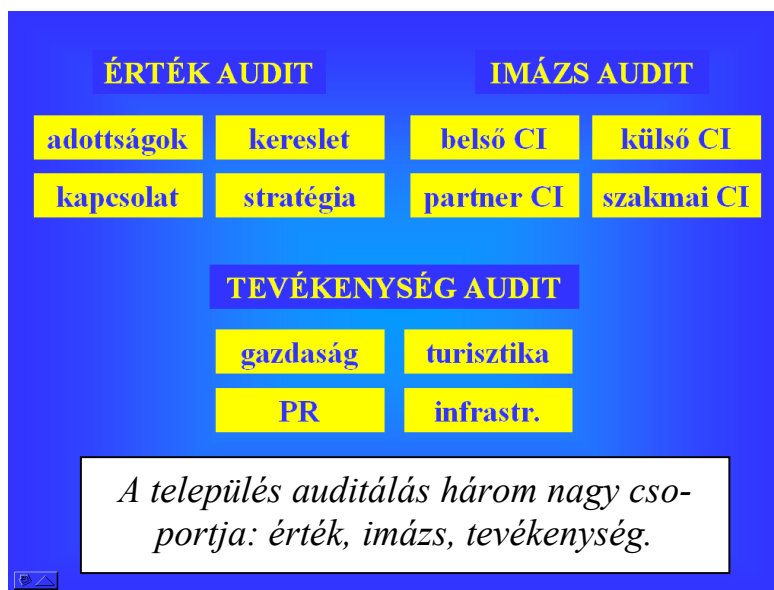 ÉRTÉK AUDIT IMÁZS AUDIT
adottságok kereslet belső CI külső CI
kapcsolat stratégia partner CI szakmai CI
TEVÉKENYSÉG AUDIT
gazdaság turisztika
PR infrastr.
A település auditálás három nagy cso-
portja: érték, imázs, tevékenység.